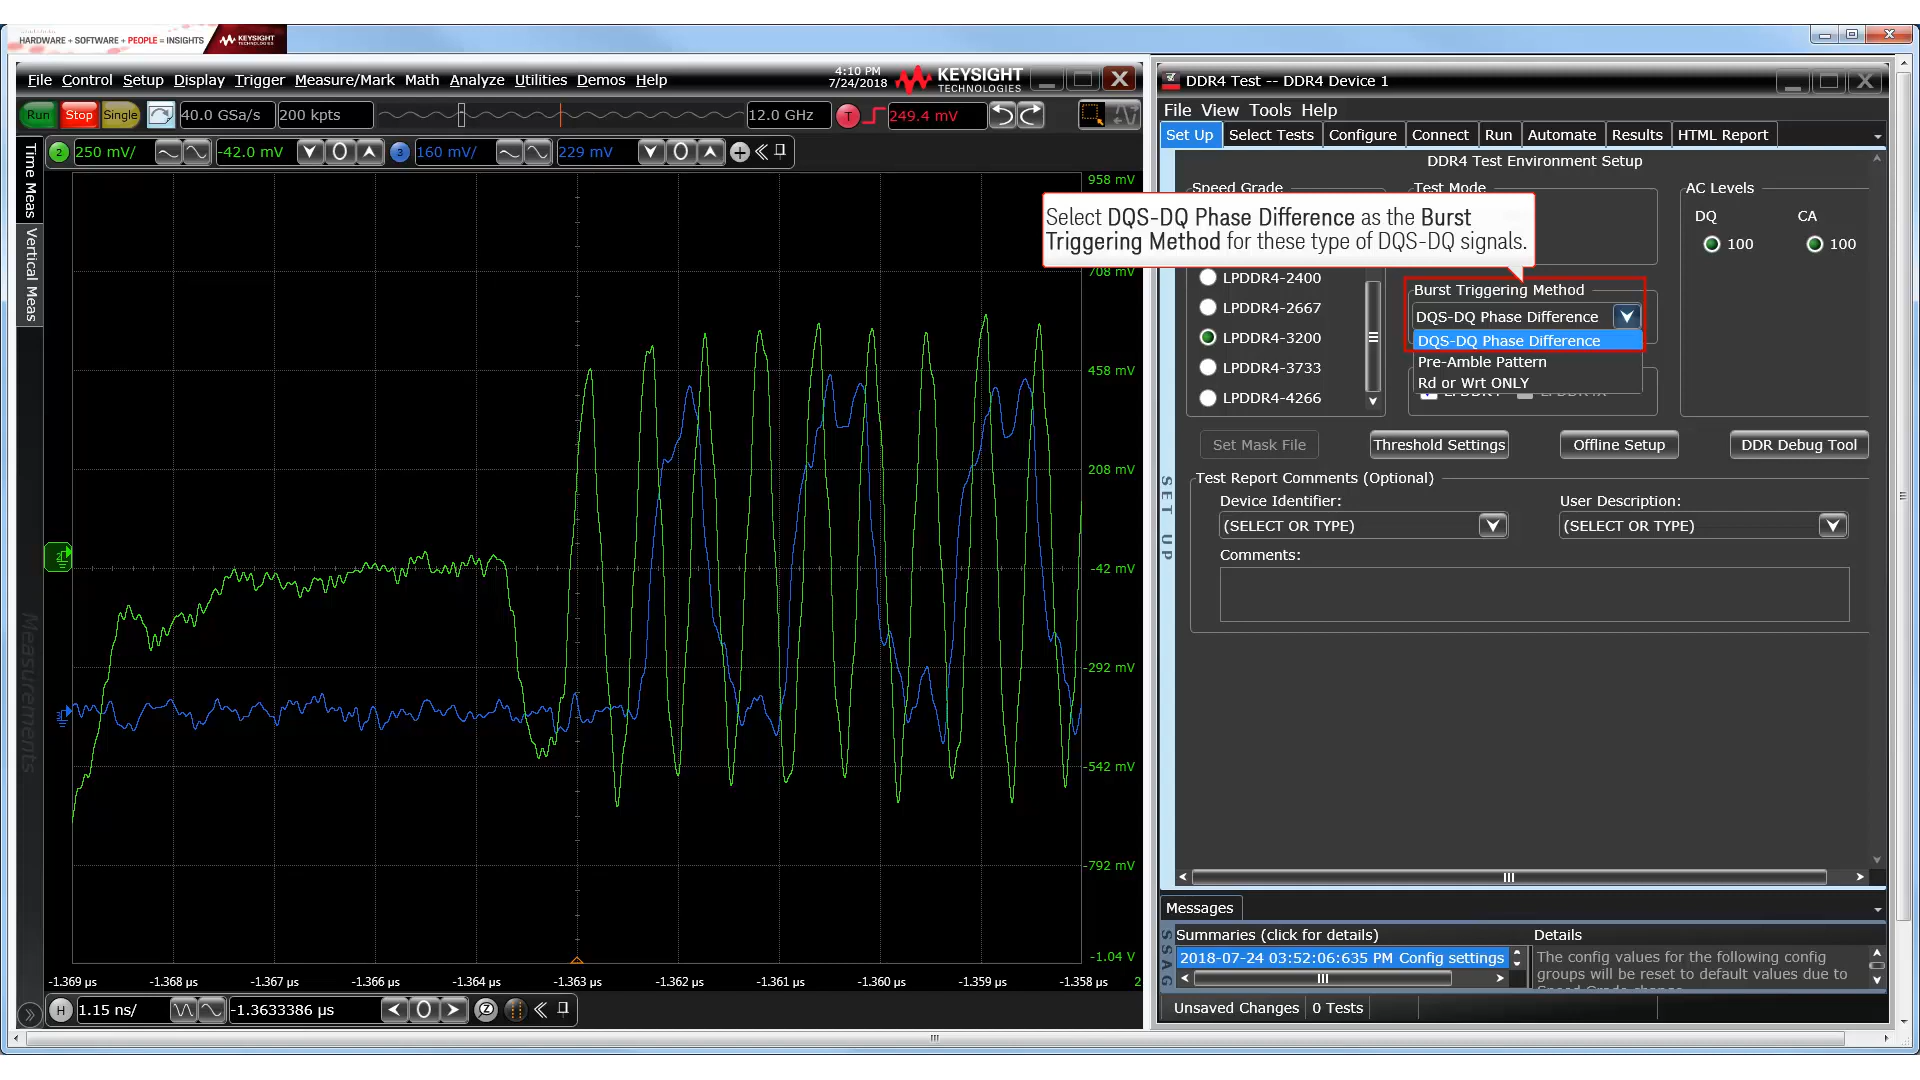 HARDWARE + SOFTWARE + PEOPLE = INSIGHTS
KEYSIGHT
TECHNOLOGIES
File Control Setup Display Trigger Measure/Mark Math Analyze Utilities Demos Help
4:10 PM
7/24/2018
KEYSIGHT
TECHNOLOGIES
Run Stop Single 40.0 GSa/s 200 kpts 12.0 GHz T 249.4 mV
2 250 mV/ -42.0 mV 0 3 160 mV/ 229 mV 0
Time Meas
Vertical Meas
Measurements
958 mV
708 mV
458 mV
208 mV
-42 mV
-292 mV
-542 mV
-792 mV
-1.04 V
-1.369 µs -1.368 µs -1.367 µs -1.366 µs -1.364 µs -1.363 µs -1.362 µs -1.361 µs -1.360 µs -1.359 µs -1.358 µs 2
H 1.15 ns/ -1.3633386 µs 0 Z
DDR4 Test -- DDR4 Device 1
File View Tools Help
Set Up Select Tests Configure Connect Run Automate Results HTML Report
DDR4 Test Environment Setup
Speed Grade Test Mode AC Levels
Select DQS-DQ Phase Difference as the Burst
Triggering Method for these type of DQS-DQ signals.
DQ CA
100 100
LPDDR4-2400
LPDDR4-2667
LPDDR4-3200
LPDDR4-3733
LPDDR4-4266
Burst Triggering Method
DQS-DQ Phase Difference
DQS-DQ Phase Difference
Pre-Amble Pattern
Rd or Wrt ONLY
Set Mask File Threshold Settings Offline Setup DDR Debug Tool
SET UP
Test Report Comments (Optional)
Device Identifier: User Description:
(SELECT OR TYPE) (SELECT OR TYPE)
Comments:
Messages
Summaries (click for details) Details
2018-07-24 03:52:06:635 PM Config settings
The config values for the following config
groups will be reset to default values due to
Unsaved Changes 0 Tests